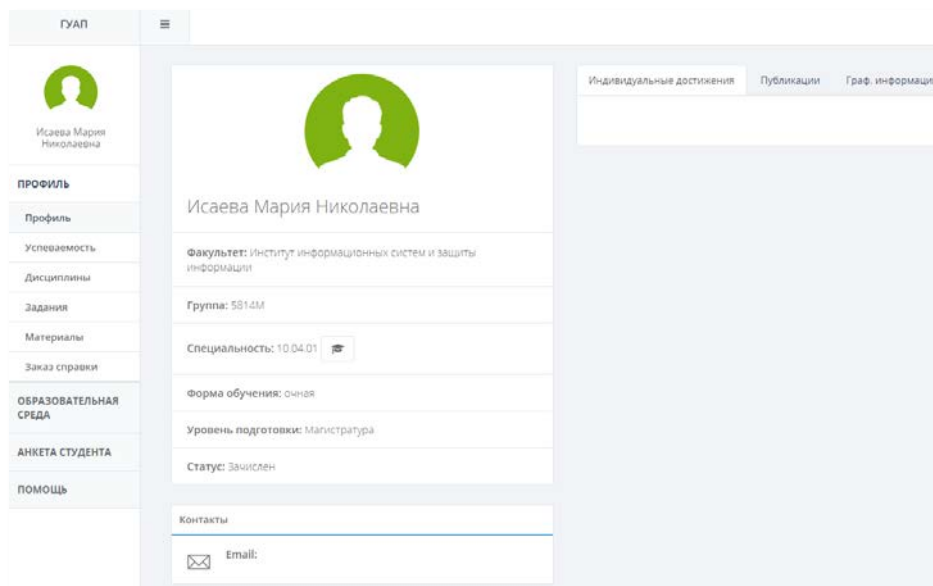 ГУАП
Исаева Мария
Николаевна
ПРОФИЛЬ
Профиль
Успеваемость
Дисциплины
Задания
Материалы
Заказ справки
ОБРАЗОВАТЕЛЬНАЯ
СРЕДА
АНКЕТА СТУДЕНТА
ПОМОЩЬ
Исаева Мария Николаевна
Факультет: Институт информационных систем и защиты
информации
Группа: 5814М
Специальность: 10.04.01
Форма обучения: очная
Уровень подготовки: Магистратура
Статус: Зачислен
Контакты
Email:
Индивидуальные достижения Публикации Граф. информаци